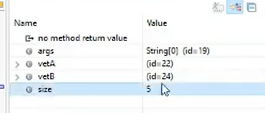 Name Value
no method return value
args String[0] (id=19)
vetA (id=22)
vetB (id=24)
size 5